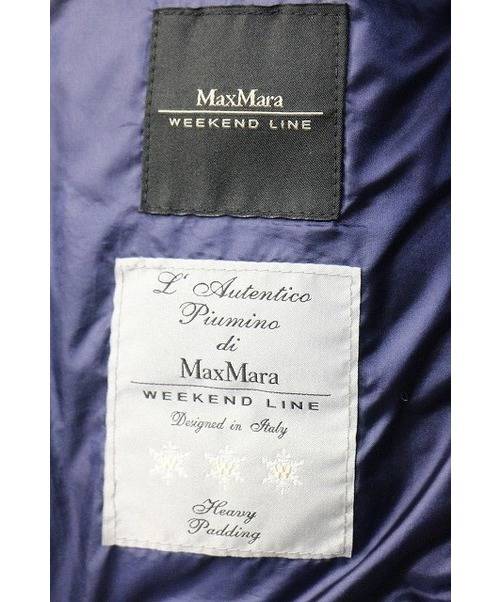 MaxMara
WEEKEND LINE
L' Autentico
Piumino
di
MaxMara
WEEKEND LINE
Designed in Italy
W W W
Heavy
Padding